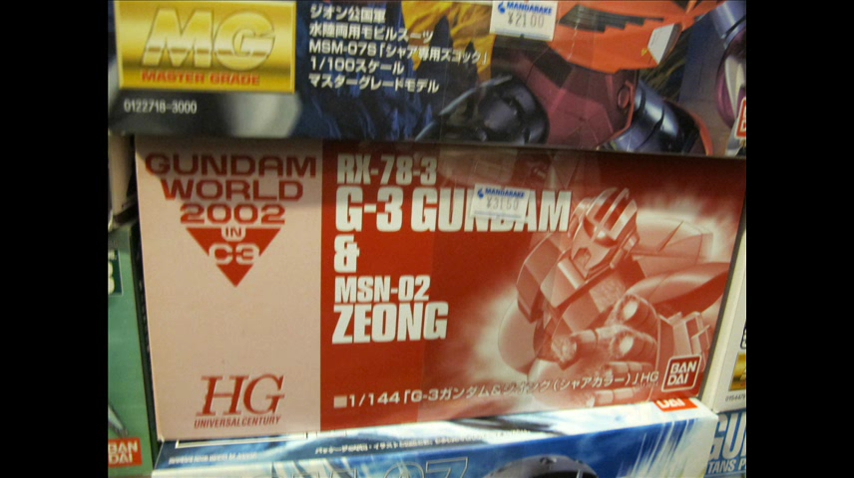 MG
MASTER GRADE
0122718-3000
ジオン公国軍
水陸両用モビルスーツ
MSM-07S「シャア専用ズゴック」
1/100スケール
マスターグレードモデル
MANDARAKE
¥2100
GUNDAM
WORLD
2002
IN
C3
RX-78-3
G-3 GUNDAM
&
MSN-02
ZEONG
MANDARAKE
¥3150
HG
UNIVERSAL CENTURY
■1/144「G-3ガンダム&ジオング(シャアカラー)」HG
BAN
DAI
BAN
DAI